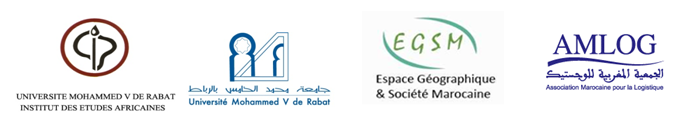 UNIVERSITE MOHAMMED V DE RABAT
INSTITUT DES ETUDES AFRICAINES
جامعة محمد الخامس بالرباط
Université Mohammed V de Rabat
EGSM
Espace Géographique
& Société Marocaine
AMLOG
الجمعية المغربية للوجستيك
Association Marocaine pour la Logistique